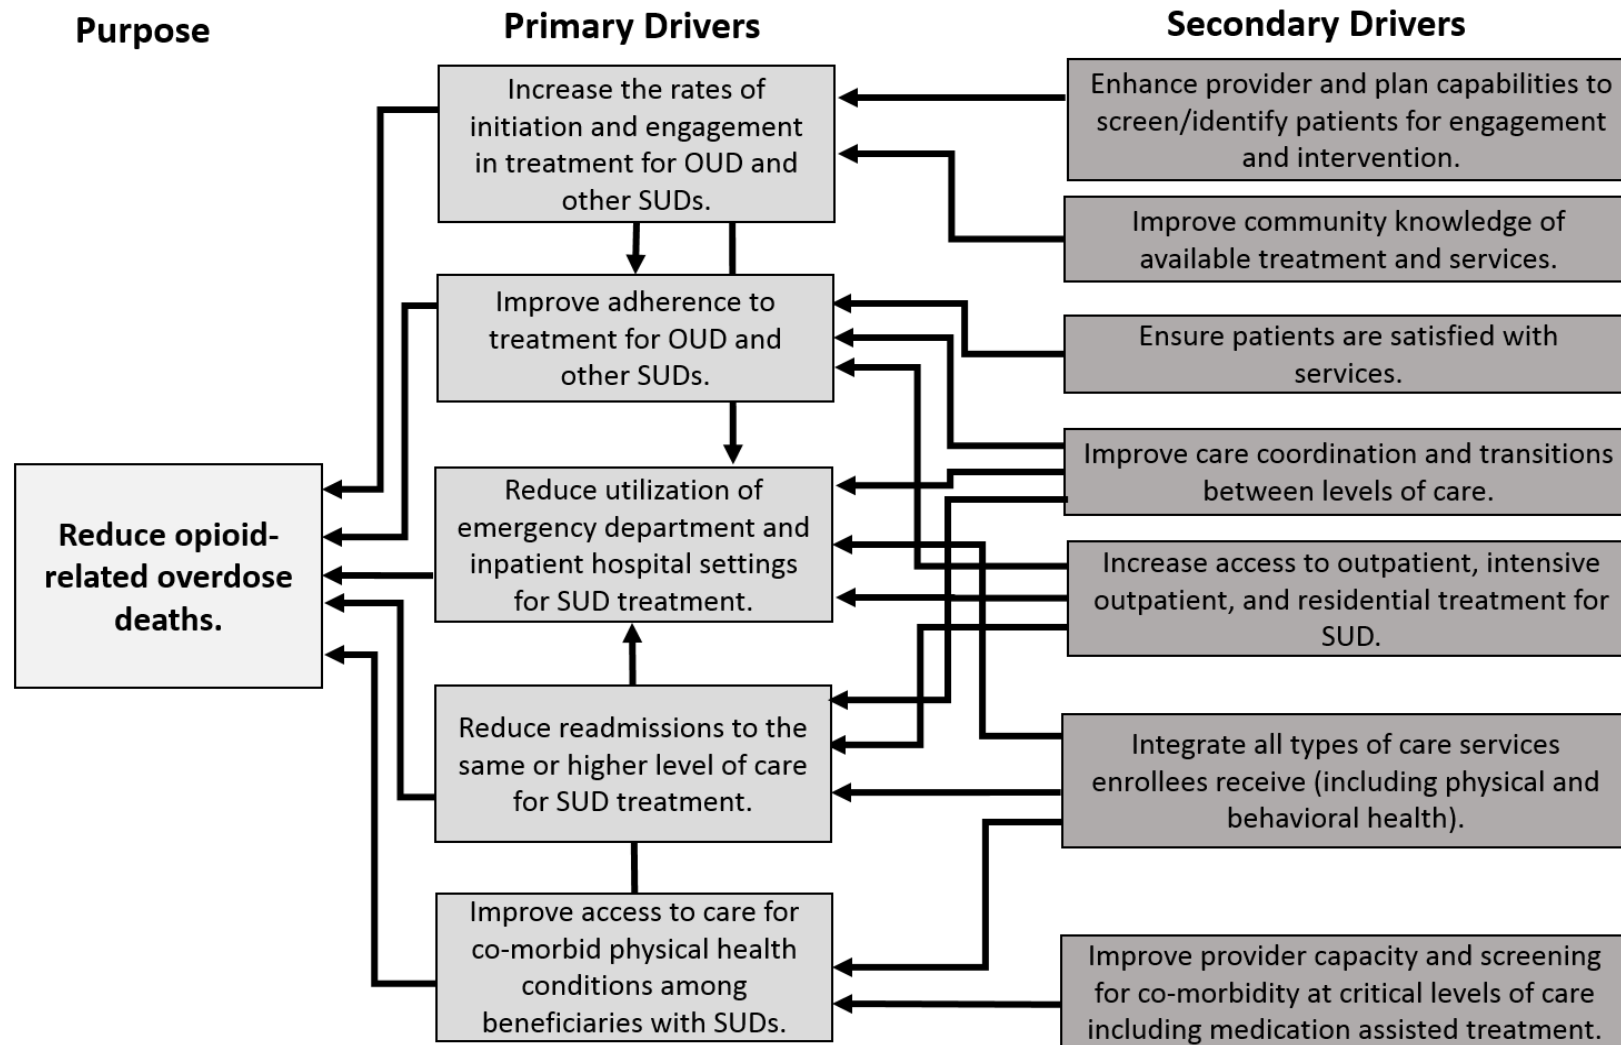 Purpose
Primary Drivers
Secondary Drivers
Reduce opioid-
related overdose
deaths.
Increase the rates of
initiation and engagement
in treatment for OUD and
other SUDs.
Improve adherence to
treatment for OUD and
other SUDs.
Reduce utilization of
emergency department and
inpatient hospital settings
for SUD treatment.
Reduce readmissions to the
same or higher level of care
for SUD treatment.
Improve access to care for
co-morbid physical health
conditions among
beneficiaries with SUDs.
Enhance provider and plan capabilities to
screen/identify patients for engagement
and intervention.
Improve community knowledge of
available treatment and services.
Ensure patients are satisfied with
services.
Improve care coordination and transitions
between levels of care.
Increase access to outpatient, intensive
outpatient, and residential treatment for
SUD.
Integrate all types of care services
enrollees receive (including physical and
behavioral health).
Improve provider capacity and screening
for co-morbidity at critical levels of care
including medication assisted treatment.